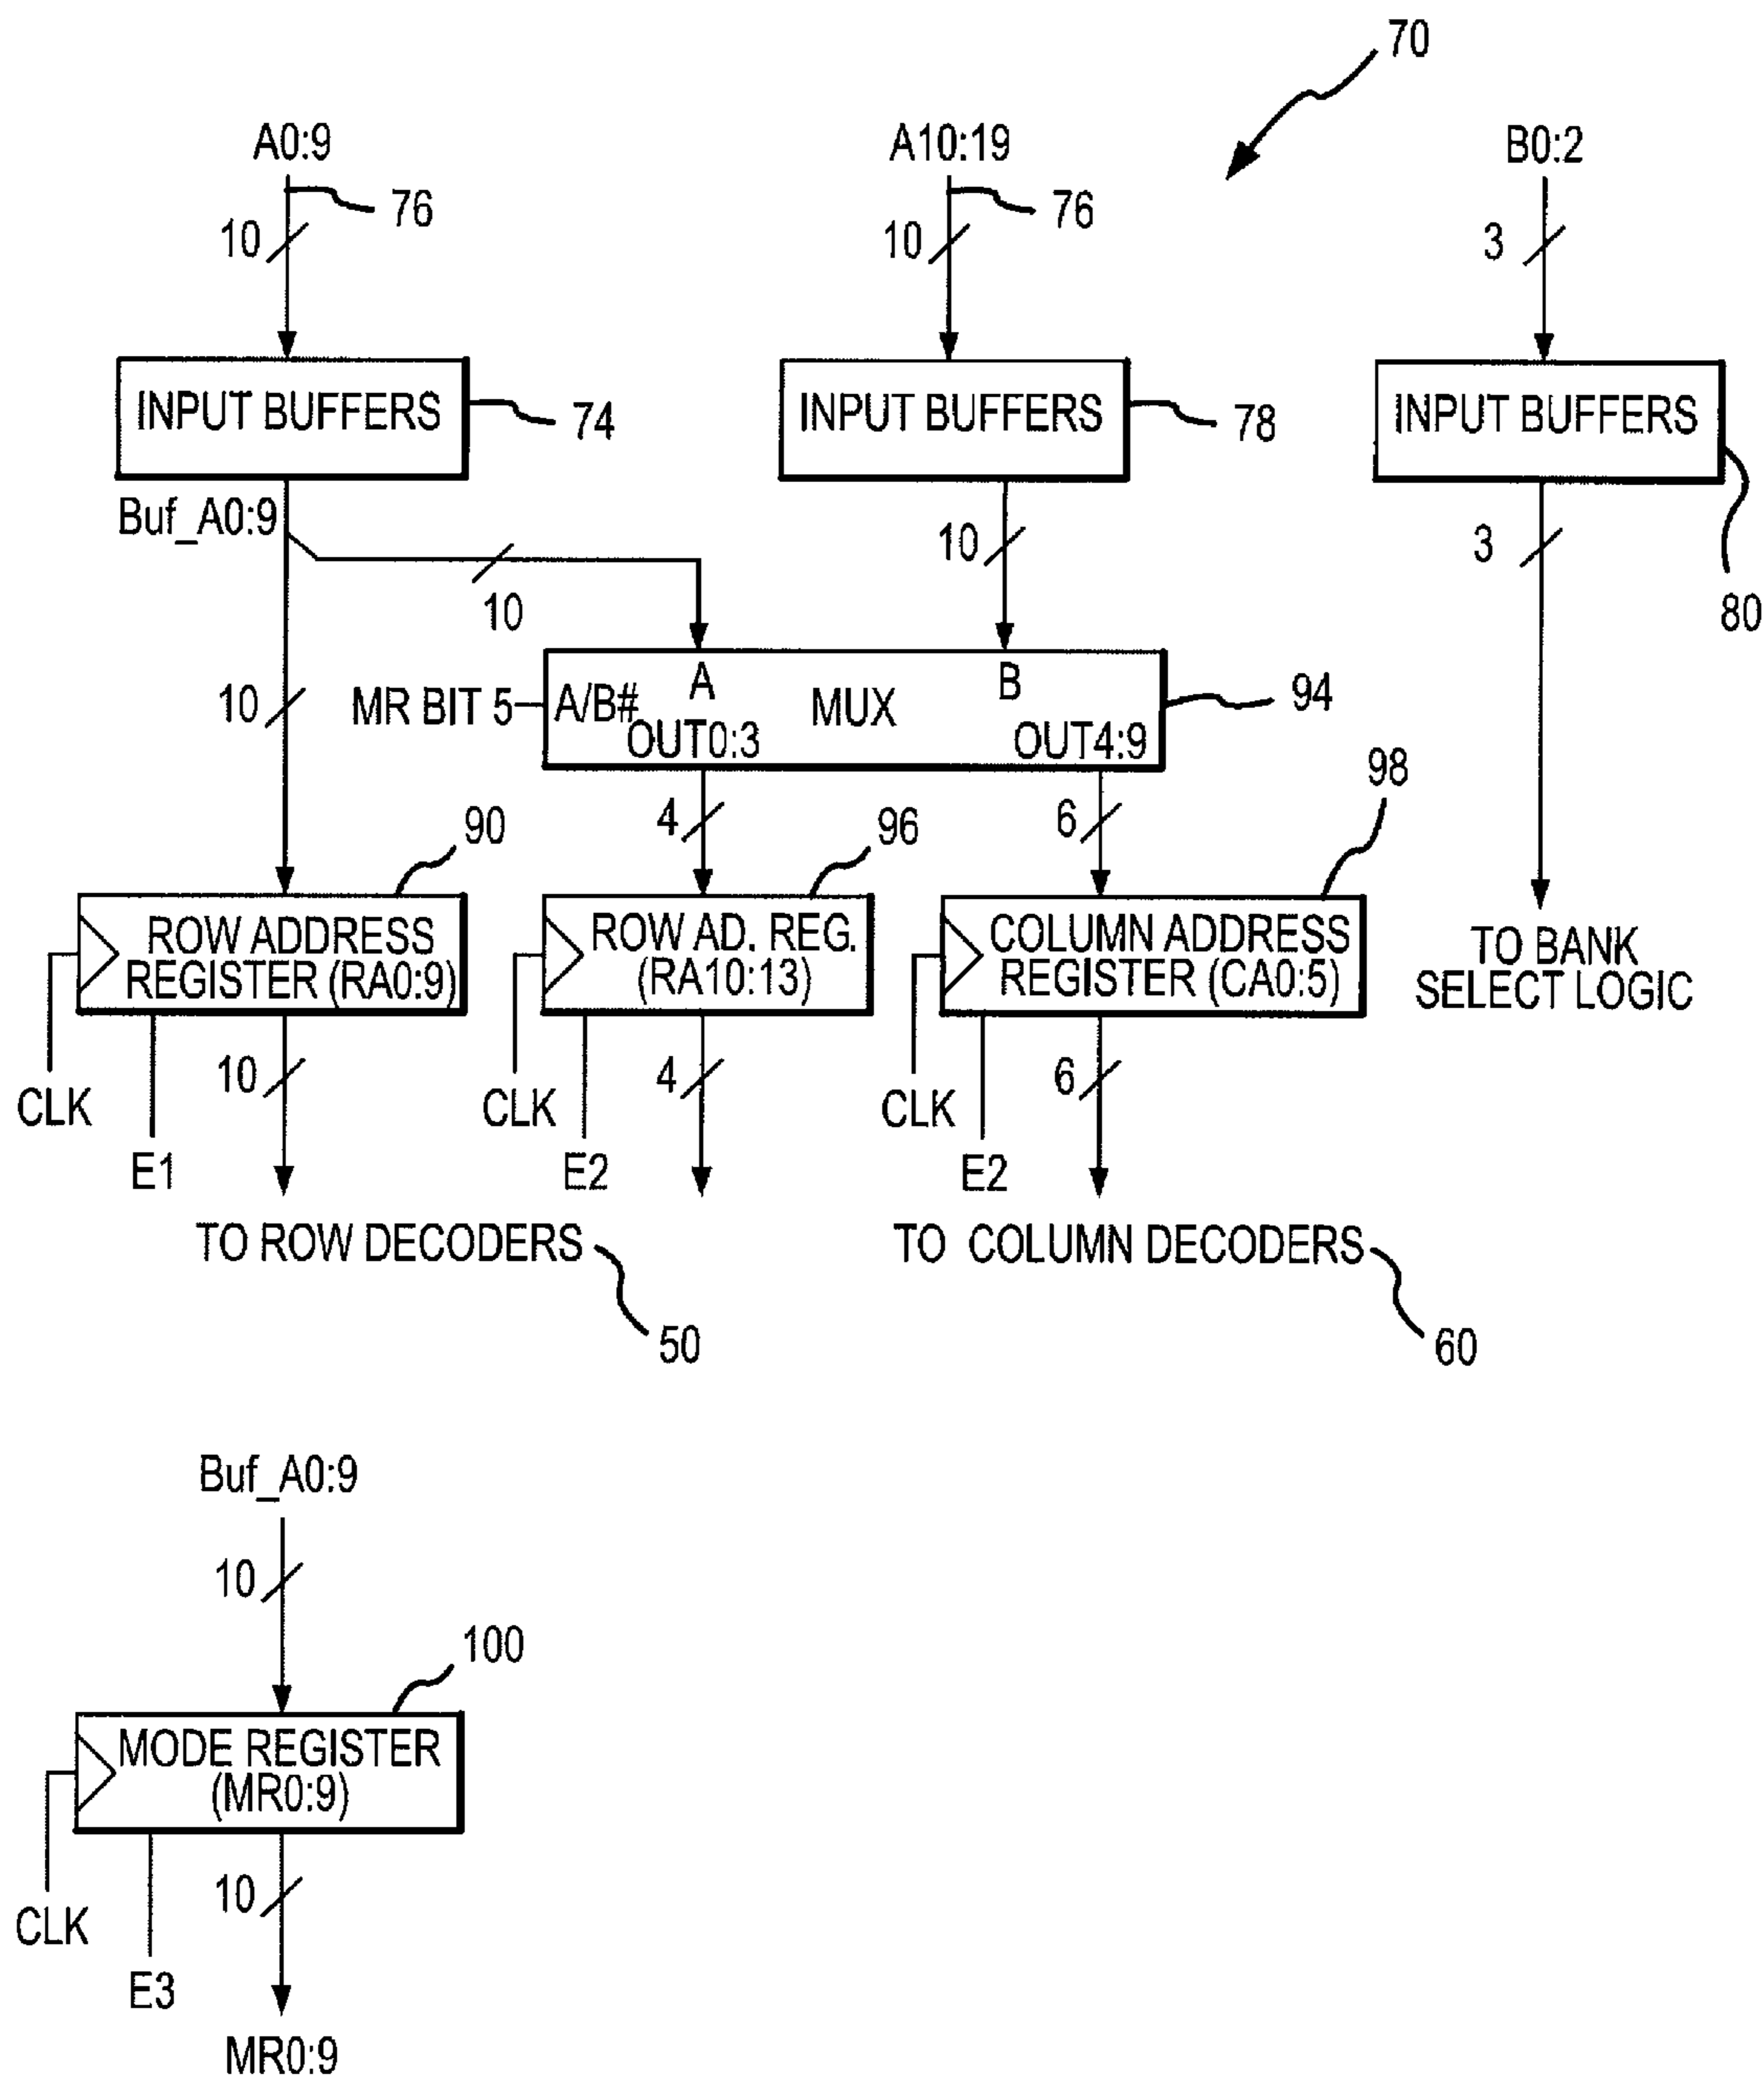 70
A0:9
A10:19
B0:2
76
76
10
10
3
INPUT BUFFERS
74
INPUT BUFFERS
78
INPUT BUFFERS
80
Buf_A0:9
10
10
3
10
MR BIT 5
A/B#
A
MUX
B
OUT0:3
OUT4:9
94
4
6
90
96
98
ROW ADDRESS
REGISTER (RA0:9)
ROW AD. REG.
(RA10:13)
COLUMN ADDRESS
REGISTER (CA0:5)
TO BANK
SELECT LOGIC
CLK
E1
10
CLK
E2
4
CLK
E2
6
TO ROW DECODERS
50
TO COLUMN DECODERS
60
Buf_A0:9
10
100
MODE REGISTER
(MR0:9)
CLK
E3
10
MR0:9